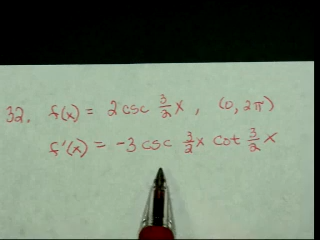 32. f(x) = 2 csc 3/2 x , (0, 2π)
f'(x) = -3 csc 3/2 x cot 3/2 x